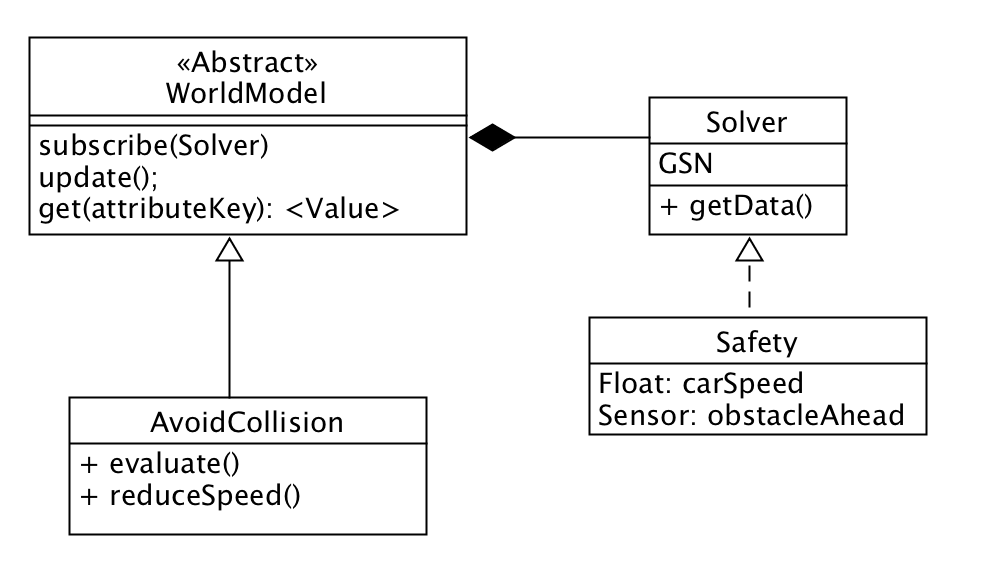 «Abstract»
WorldModel
subscribe(Solver)
update();
get(attributeKey): <Value>
Solver
GSN
+ getData()
Safety
Float: carSpeed
Sensor: obstacleAhead
AvoidCollision
+ evaluate()
+ reduceSpeed()